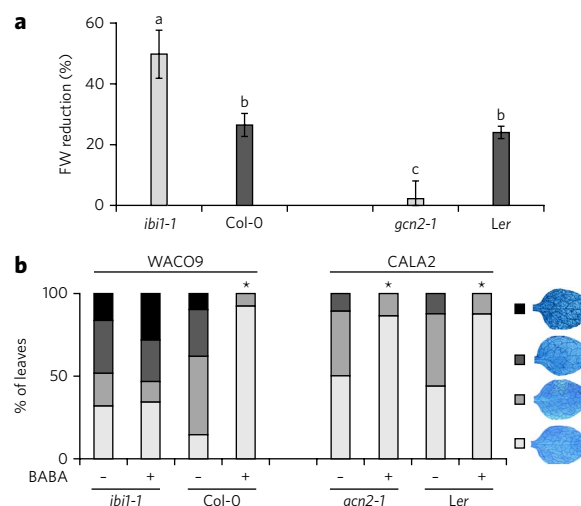 a
FW reduction (%)
60
40
20
0
a
b
c
b
ibi1-1 Col-0 gcn2-1 Ler
b
WACO9 CALA2
% of leaves
100
50
0
* * *
BABA – + – + – + – +
ibi1-1 Col-0 gcn2-1 Ler